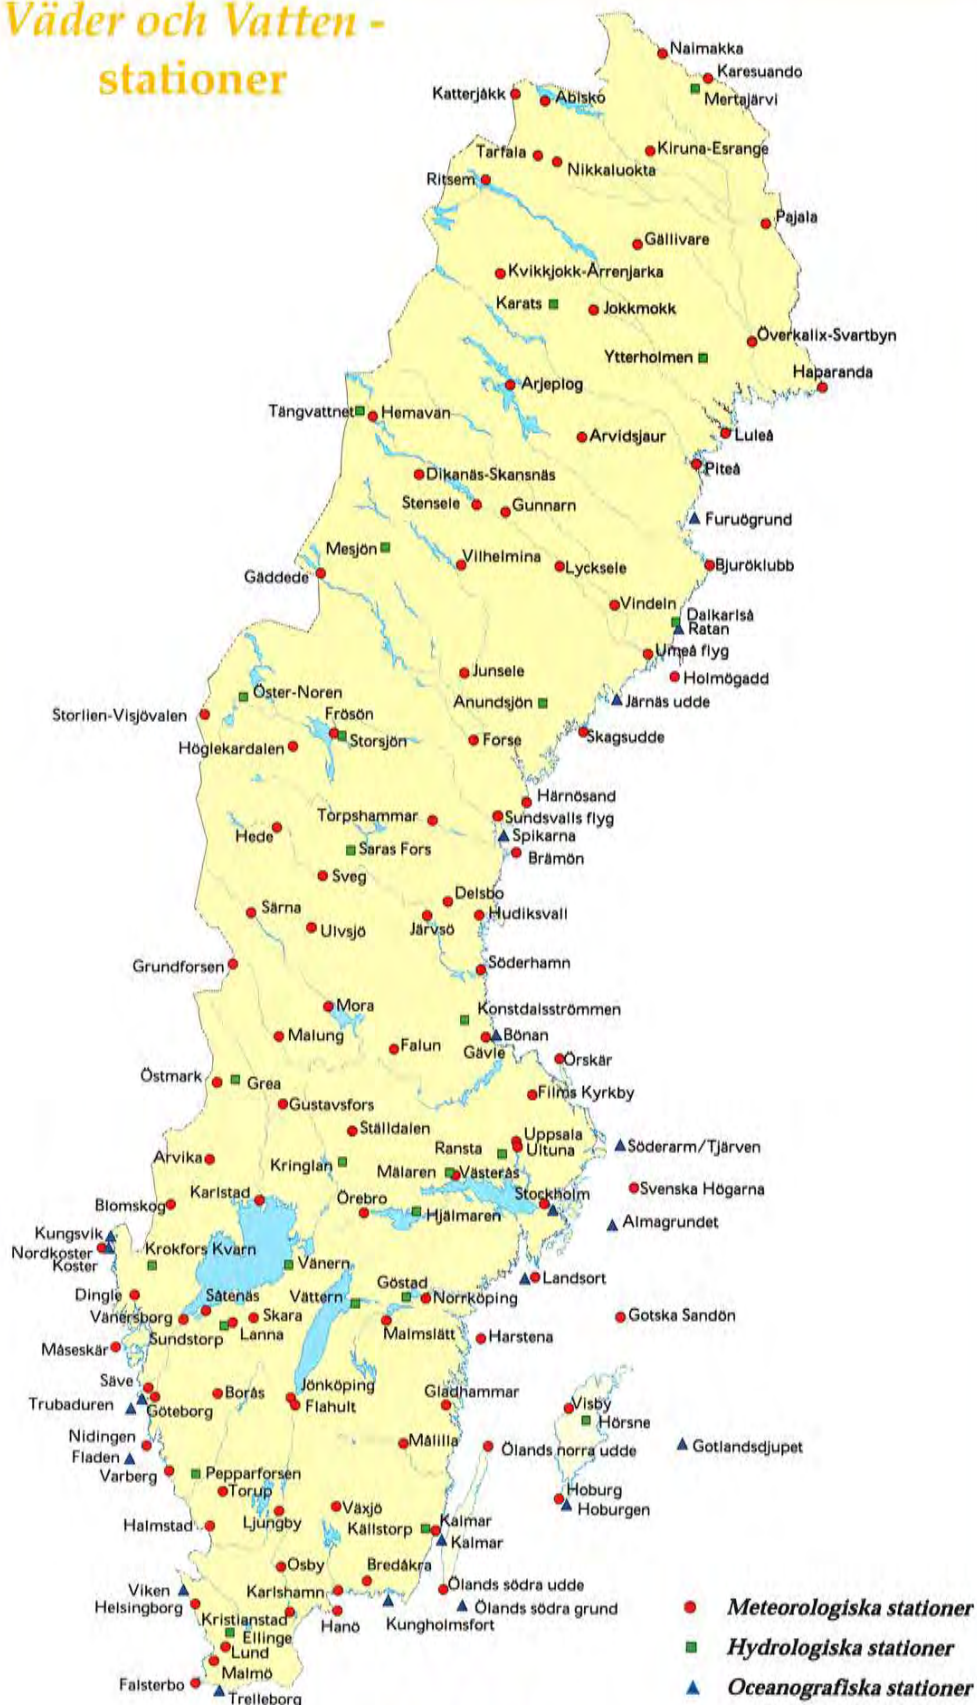 Väder och Vatten -
stationer
Naimakka
Karesuando
Katterjåkk
Abisko
Mertajärvi
Tarfala
Kiruna-Esrange
Nikkaluokta
Ritsem
Pajala
Gällivare
Kvikkjokk-Årrenjarka
Karats
Jokkmokk
Överkalix-Svartbyn
Ytterholmen
Haparanda
Arjeplog
Tängvattnet
Hemavan
Arvidsjaur
Luleå
Piteå
Dikanäs-Skansnäs
Stensele
Gunnarn
Furuögrund
Mesjön
Vilhelmina
Lycksele
Bjuröklubb
Gäddede
Vindeln
Dalkarlså
Ratan
Umeå flyg
Junsele
Holmögadd
Öster-Noren
Anundsjön
Järnäs udde
Storlien-Visjövalen
Frösön
Storsjön
Forse
Skagsudde
Höglekardalen
Härnösand
Torpshammar
Sundsvalls flyg
Hede
Spikarna
Saras Fors
Brämön
Sveg
Delsbo
Särna
Hudiksvall
Ulvsjö
Järvsö
Grundforsen
Söderhamn
Mora
Konstdalsströmmen
Malung
Bönan
Falun
Gävle
Örskär
Östmark
Grea
Films Kyrkby
Gustavsfors
Ställdalen
Uppsala
Ransta
Ultuna
Söderarm/Tjärven
Arvika
Kringlan
Mälaren
Västerås
Karlstad
Svenska Högarna
Blomskog
Örebro
Stockholm
Hjälmaren
Almagrundet
Kungsvik
Nordkoster
Koster
Krokfors Kvarn
Vänern
Göstad
Landsort
Dingle
Såtenäs
Vättern
Norrköping
Vänersborg
Skara
Gotska Sandön
Sundstorp
Lanna
Malmslätt
Harstena
Måseskär
Säve
Borås
Jönköping
Gladhammar
Trubaduren
Göteborg
Flahult
Visby
Hörsne
Nidingen
Målilla
Ölands norra udde
Gotlandsdjupet
Fladen
Varberg
Pepparforsen
Torup
Hoburg
Hoburgen
Växjö
Halmstad
Ljungby
Källstorp
Kalmar
Kalmar
Osby
Bredåkra
Viken
Karlshamn
Ölands södra udde
Helsingborg
Kristianstad
Hanö
Kungholmsfort
Ölands södra grund
Ellinge
Lund
Malmö
Falsterbo
Trelleborg
Meteorologiska stationer
Hydrologiska stationer
Oceanografiska stationer